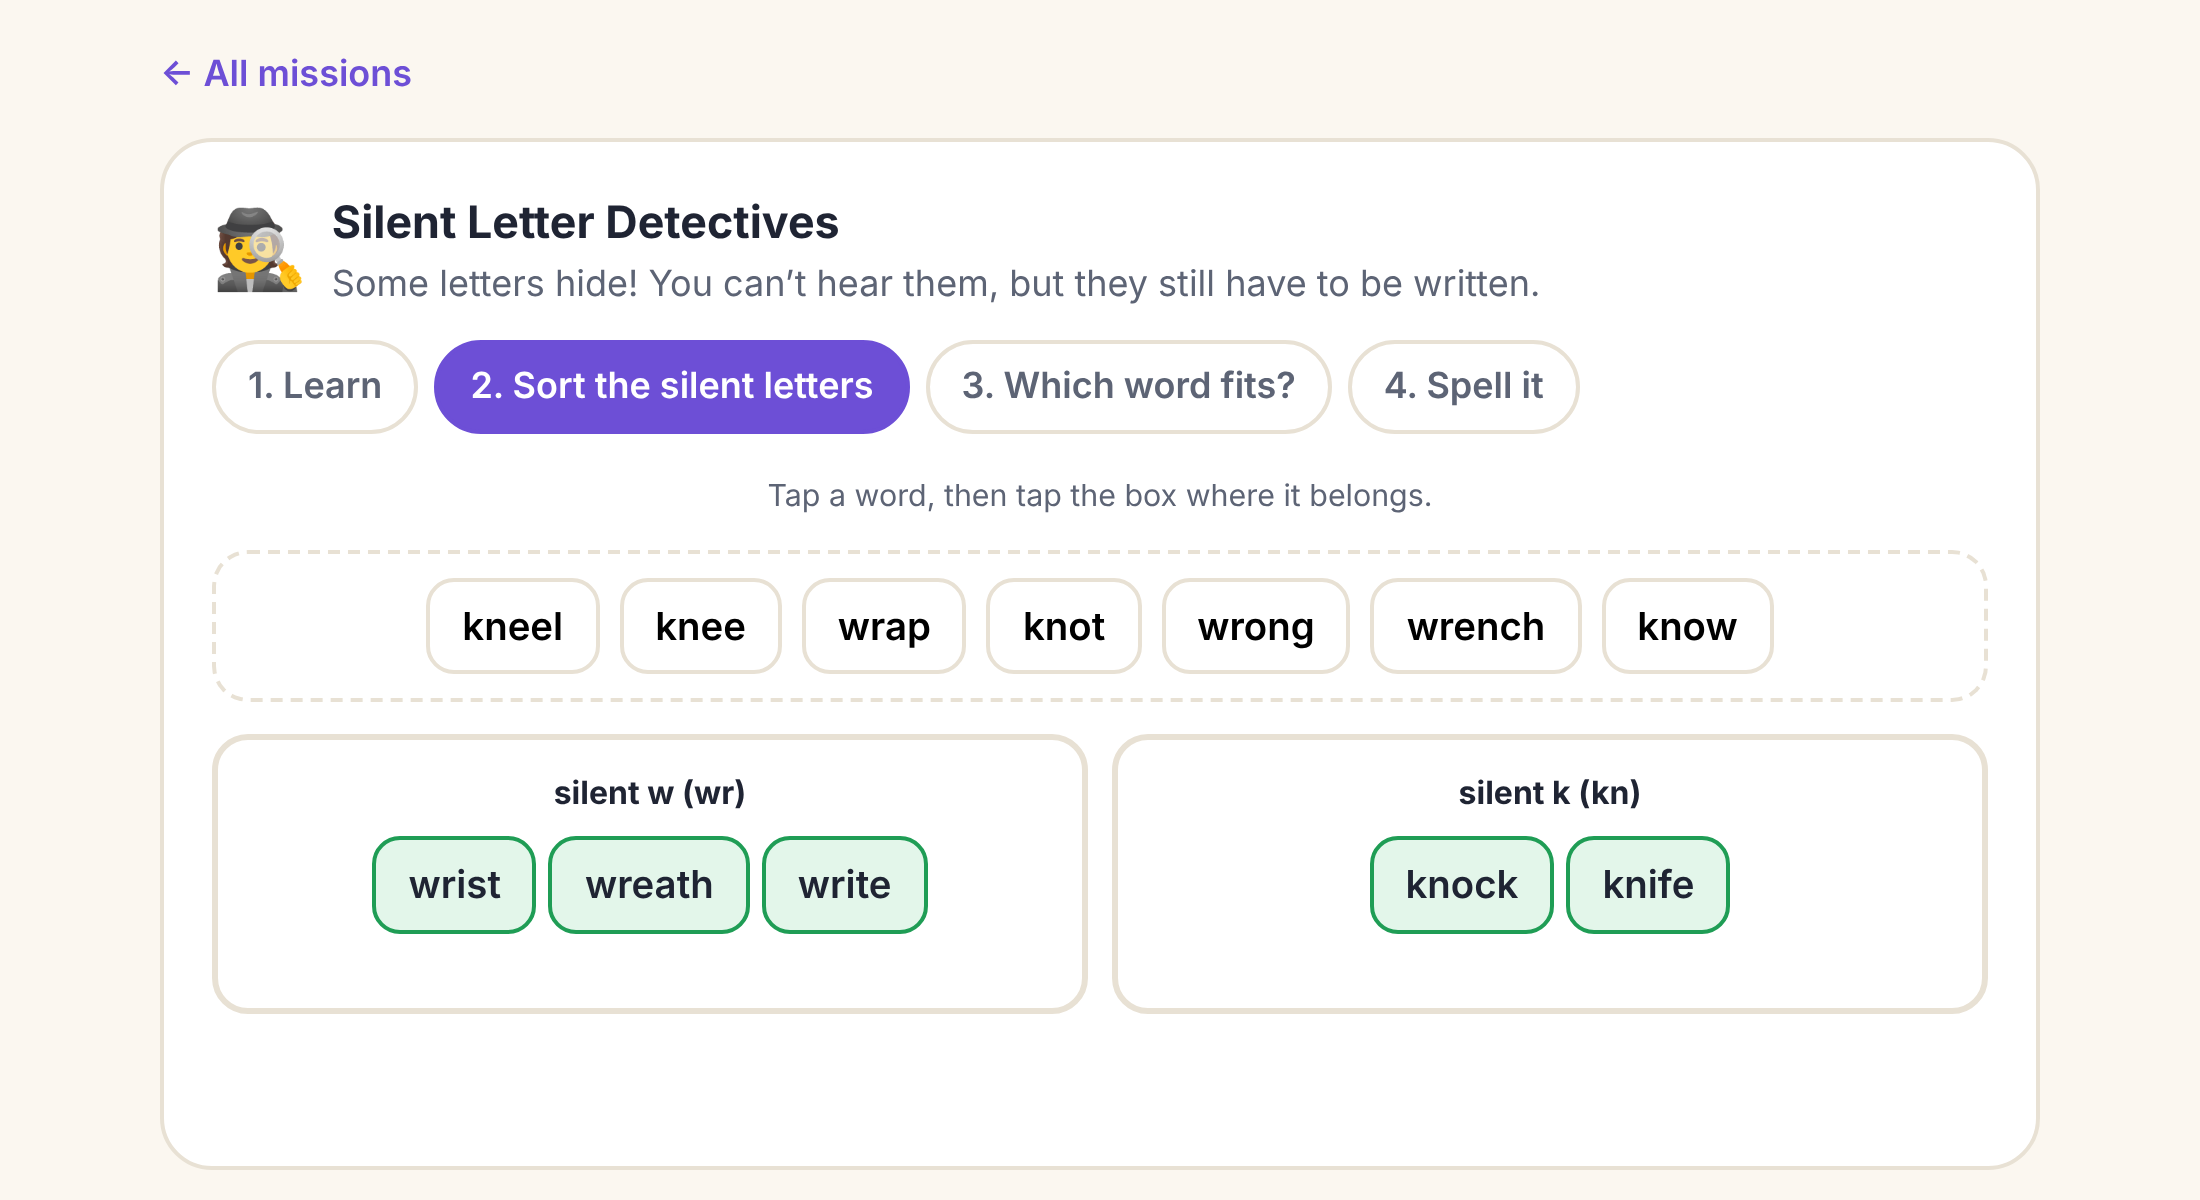 ← All missions
Silent Letter Detectives
Some letters hide! You can’t hear them, but they still have to be written.
1. Learn 2. Sort the silent letters 3. Which word fits? 4. Spell it
Tap a word, then tap the box where it belongs.
kneel knee wrap knot wrong wrench know
silent w (wr)
wrist wreath write
silent k (kn)
knock knife